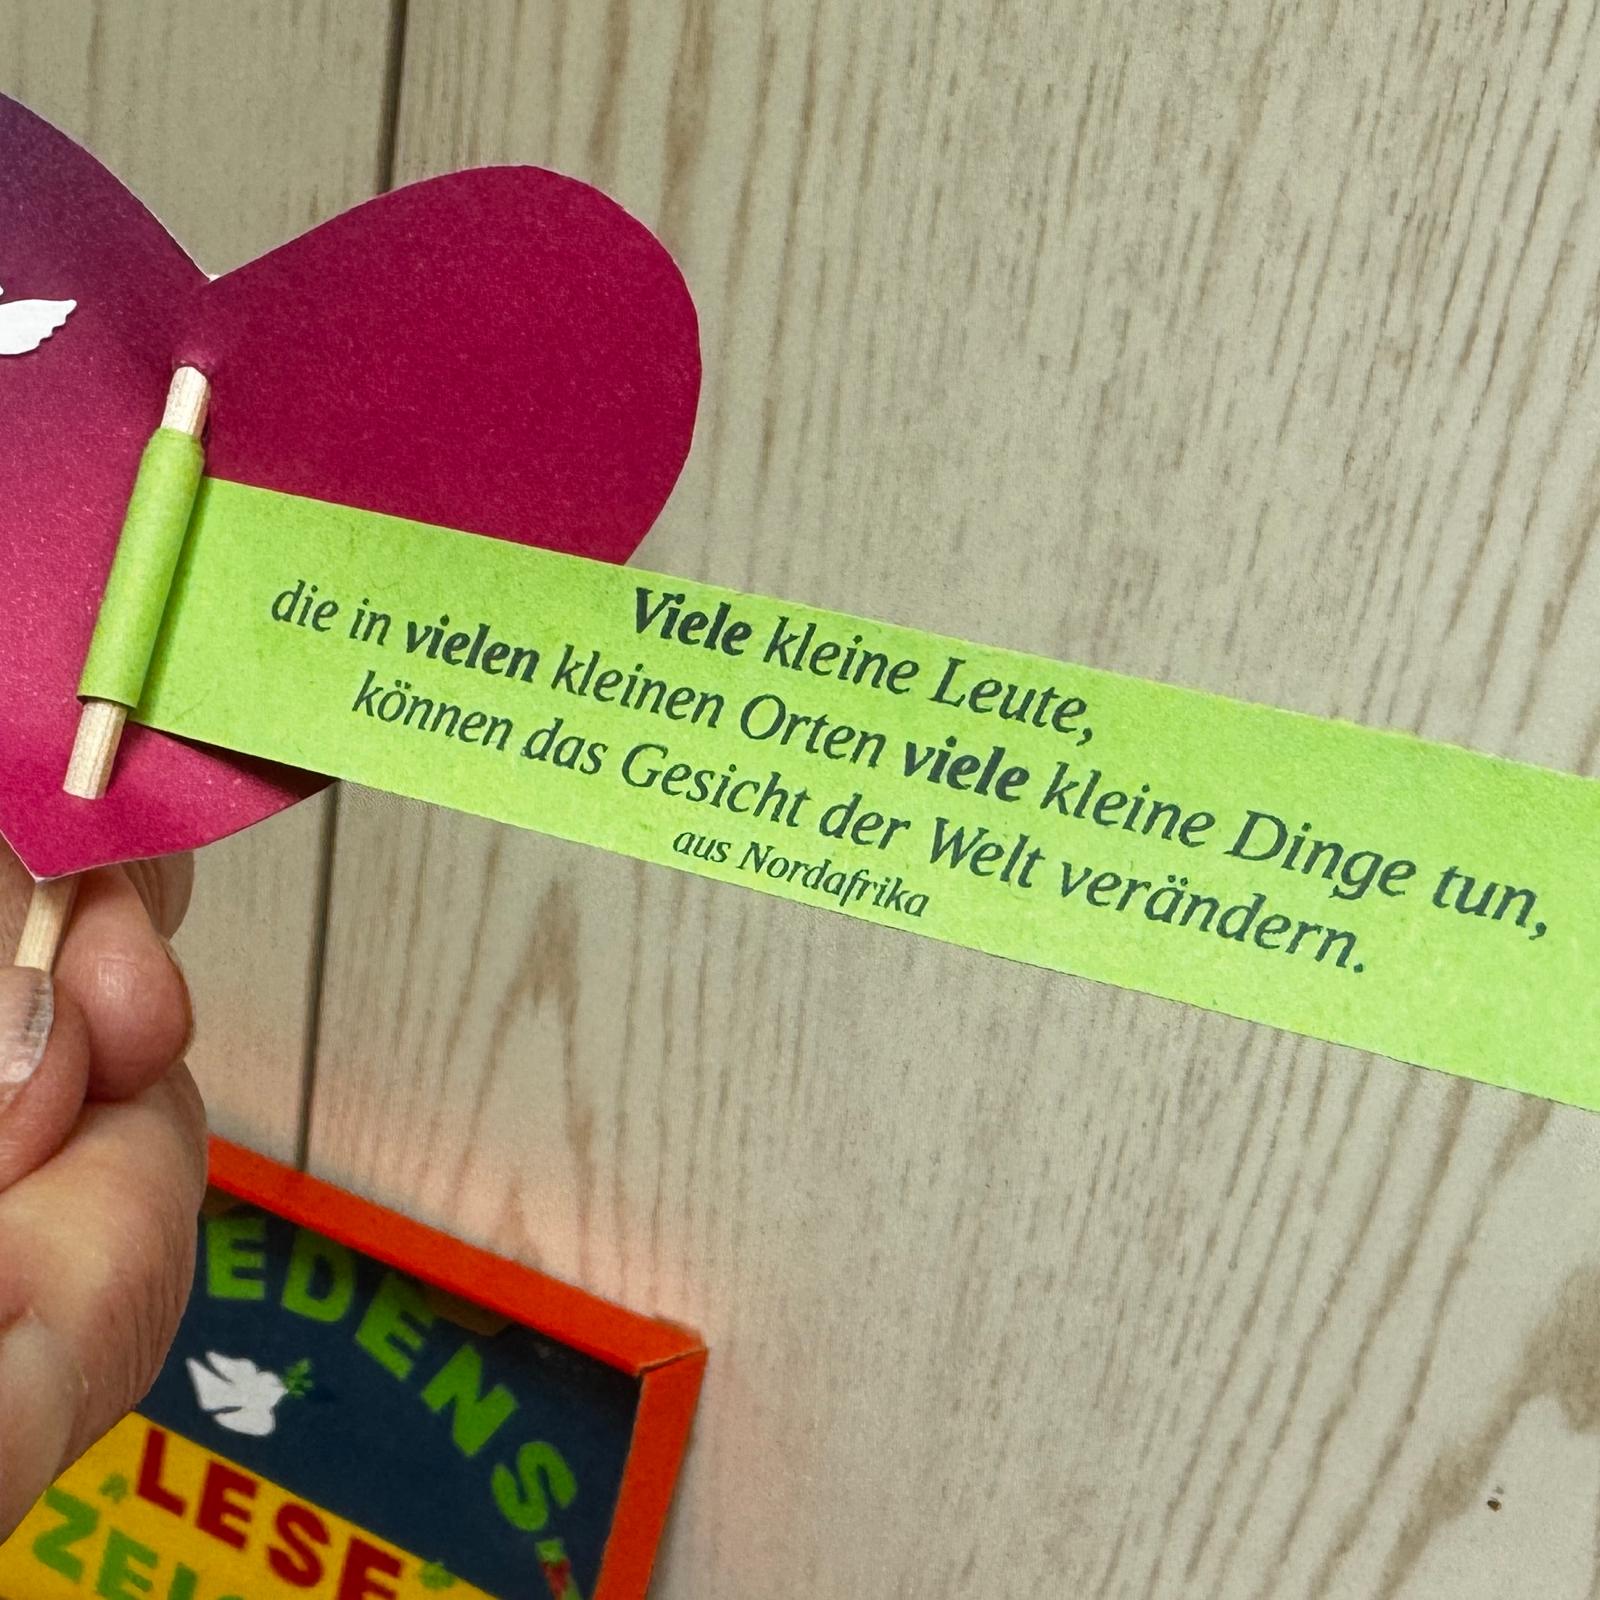 Viele kleine Leute,
die in vielen kleinen Orten viele kleine Dinge tun,
können das Gesicht der Welt verändern.
aus Nordafrika
EDENS
LESE
ZEI